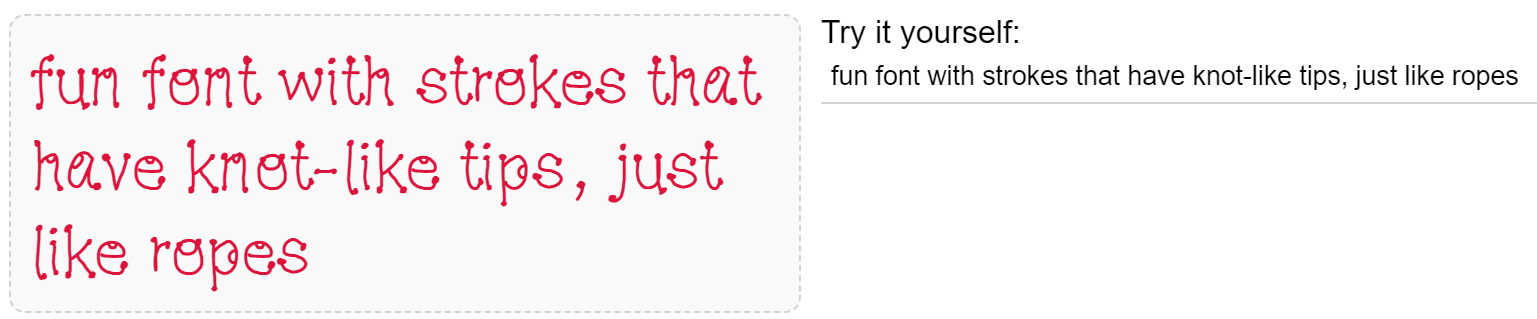 fun font with strokes that
have knot-like tips, just
like ropes
Try it yourself:
fun font with strokes that have knot-like tips, just like ropes